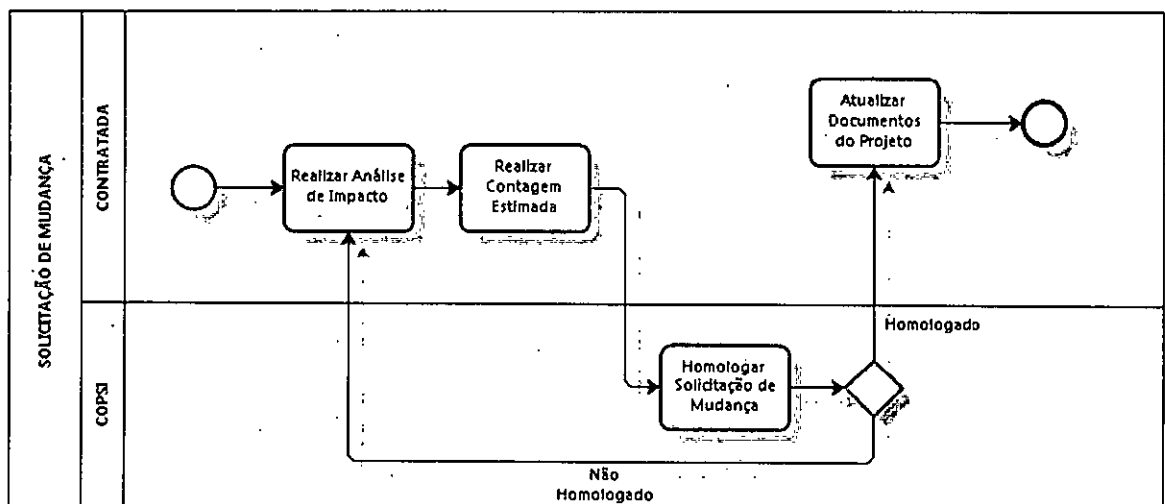 SOLICITAÇÃO DE MUDANÇA
CONTRATADA
Realizar Análise
de Impacto
Realizar
Contagem
Estimada
Atualizar
Documentos
do Projeto
COPSI
Homologar
Solicitação de
Mudança
Homologado
Não
Homologado